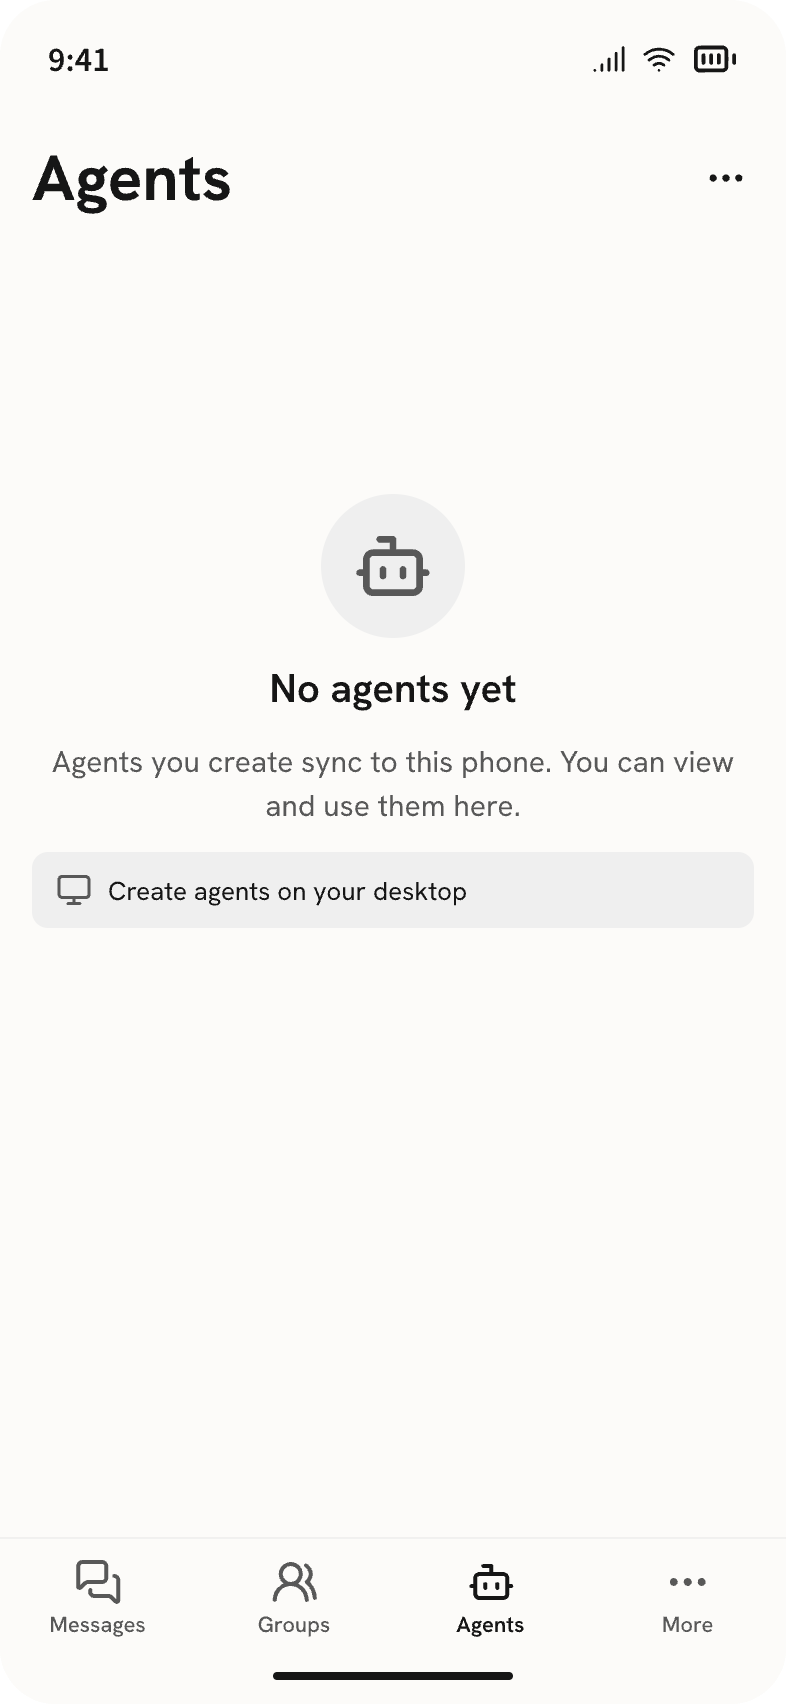 9:41
Agents
No agents yet
Agents you create sync to this phone. You can view
and use them here.
Create agents on your desktop
Messages
Groups
Agents
More